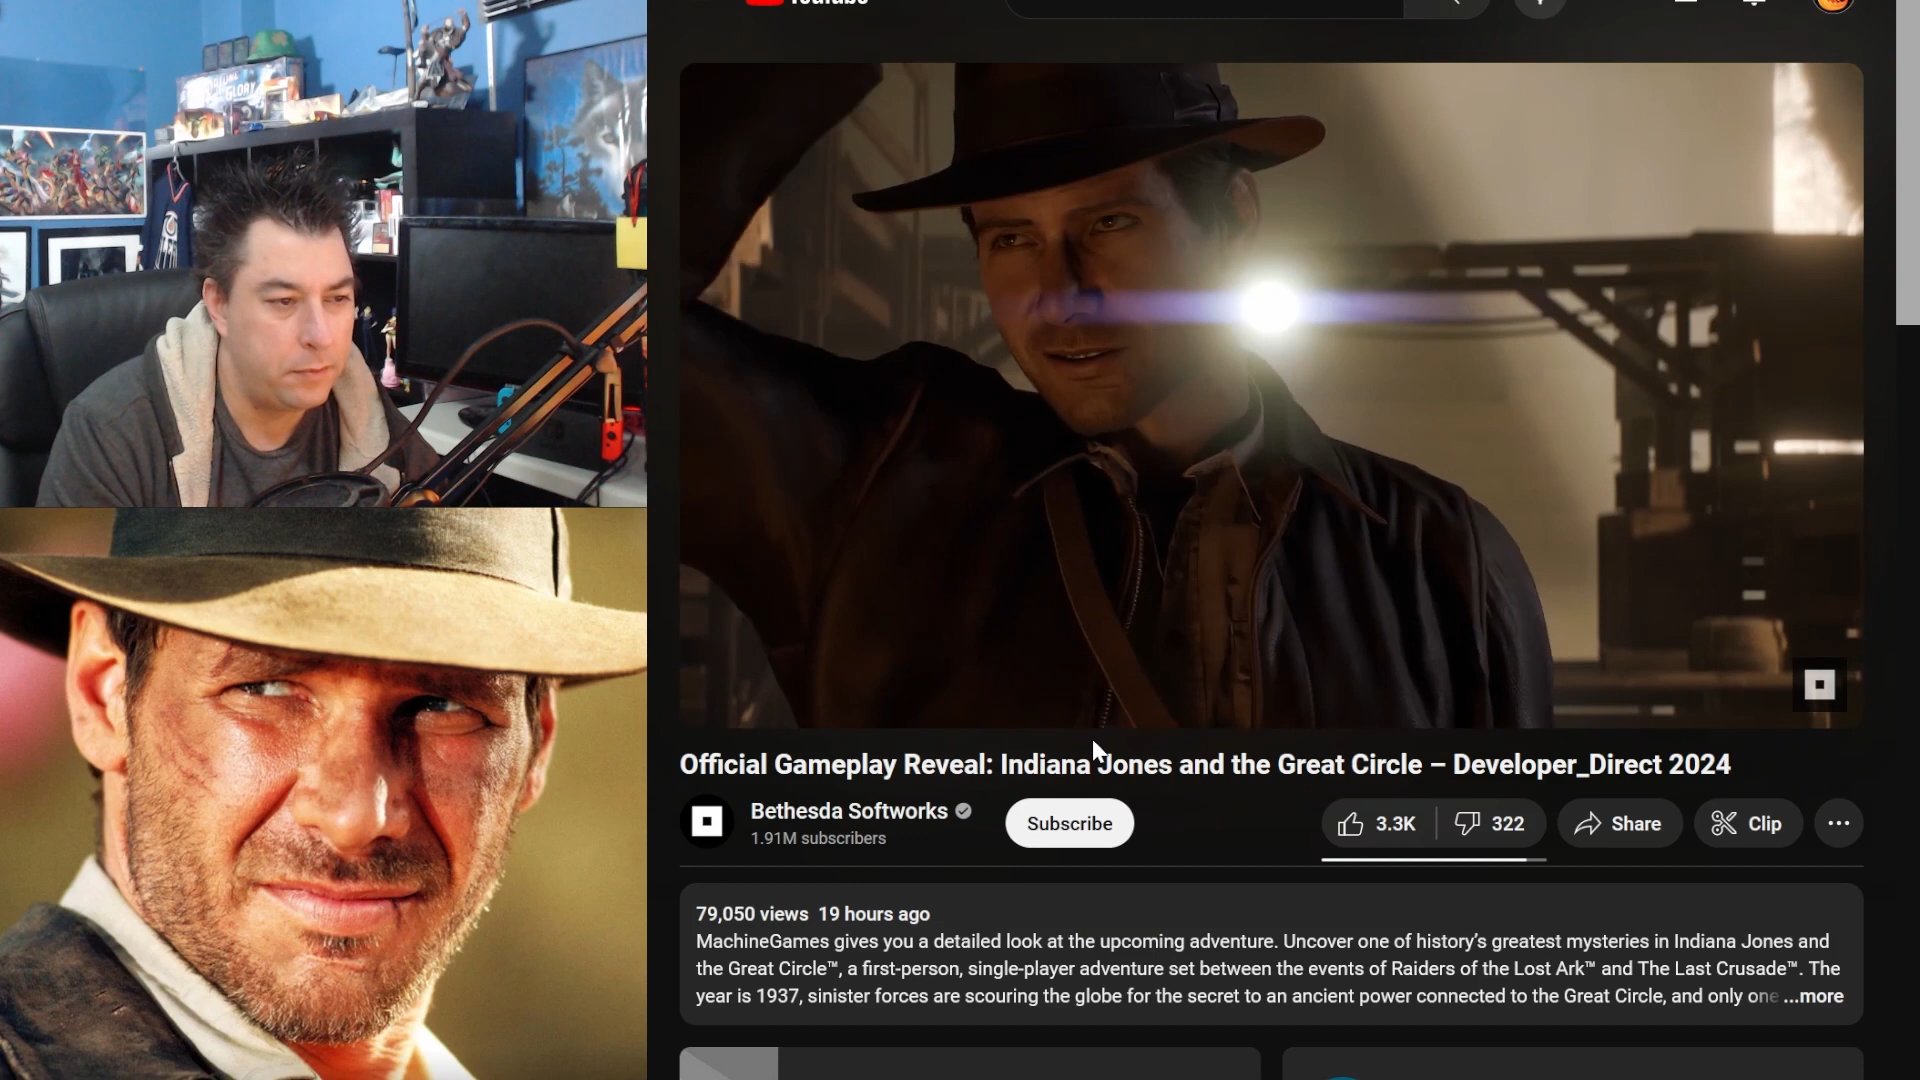 YouTube
GLORY
Official Gameplay Reveal: Indiana Jones and the Great Circle – Developer_Direct 2024
Bethesda Softworks
1.91M subscribers
Subscribe
3.3K
322
Share
Clip
79,050 views 19 hours ago
MachineGames gives you a detailed look at the upcoming adventure. Uncover one of history’s greatest mysteries in Indiana Jones and
the Great Circle™, a first-person, single-player adventure set between the events of Raiders of the Lost Ark™ and The Last Crusade™. The
year is 1937, sinister forces are scouring the globe for the secret to an ancient power connected to the Great Circle, and only one ...more